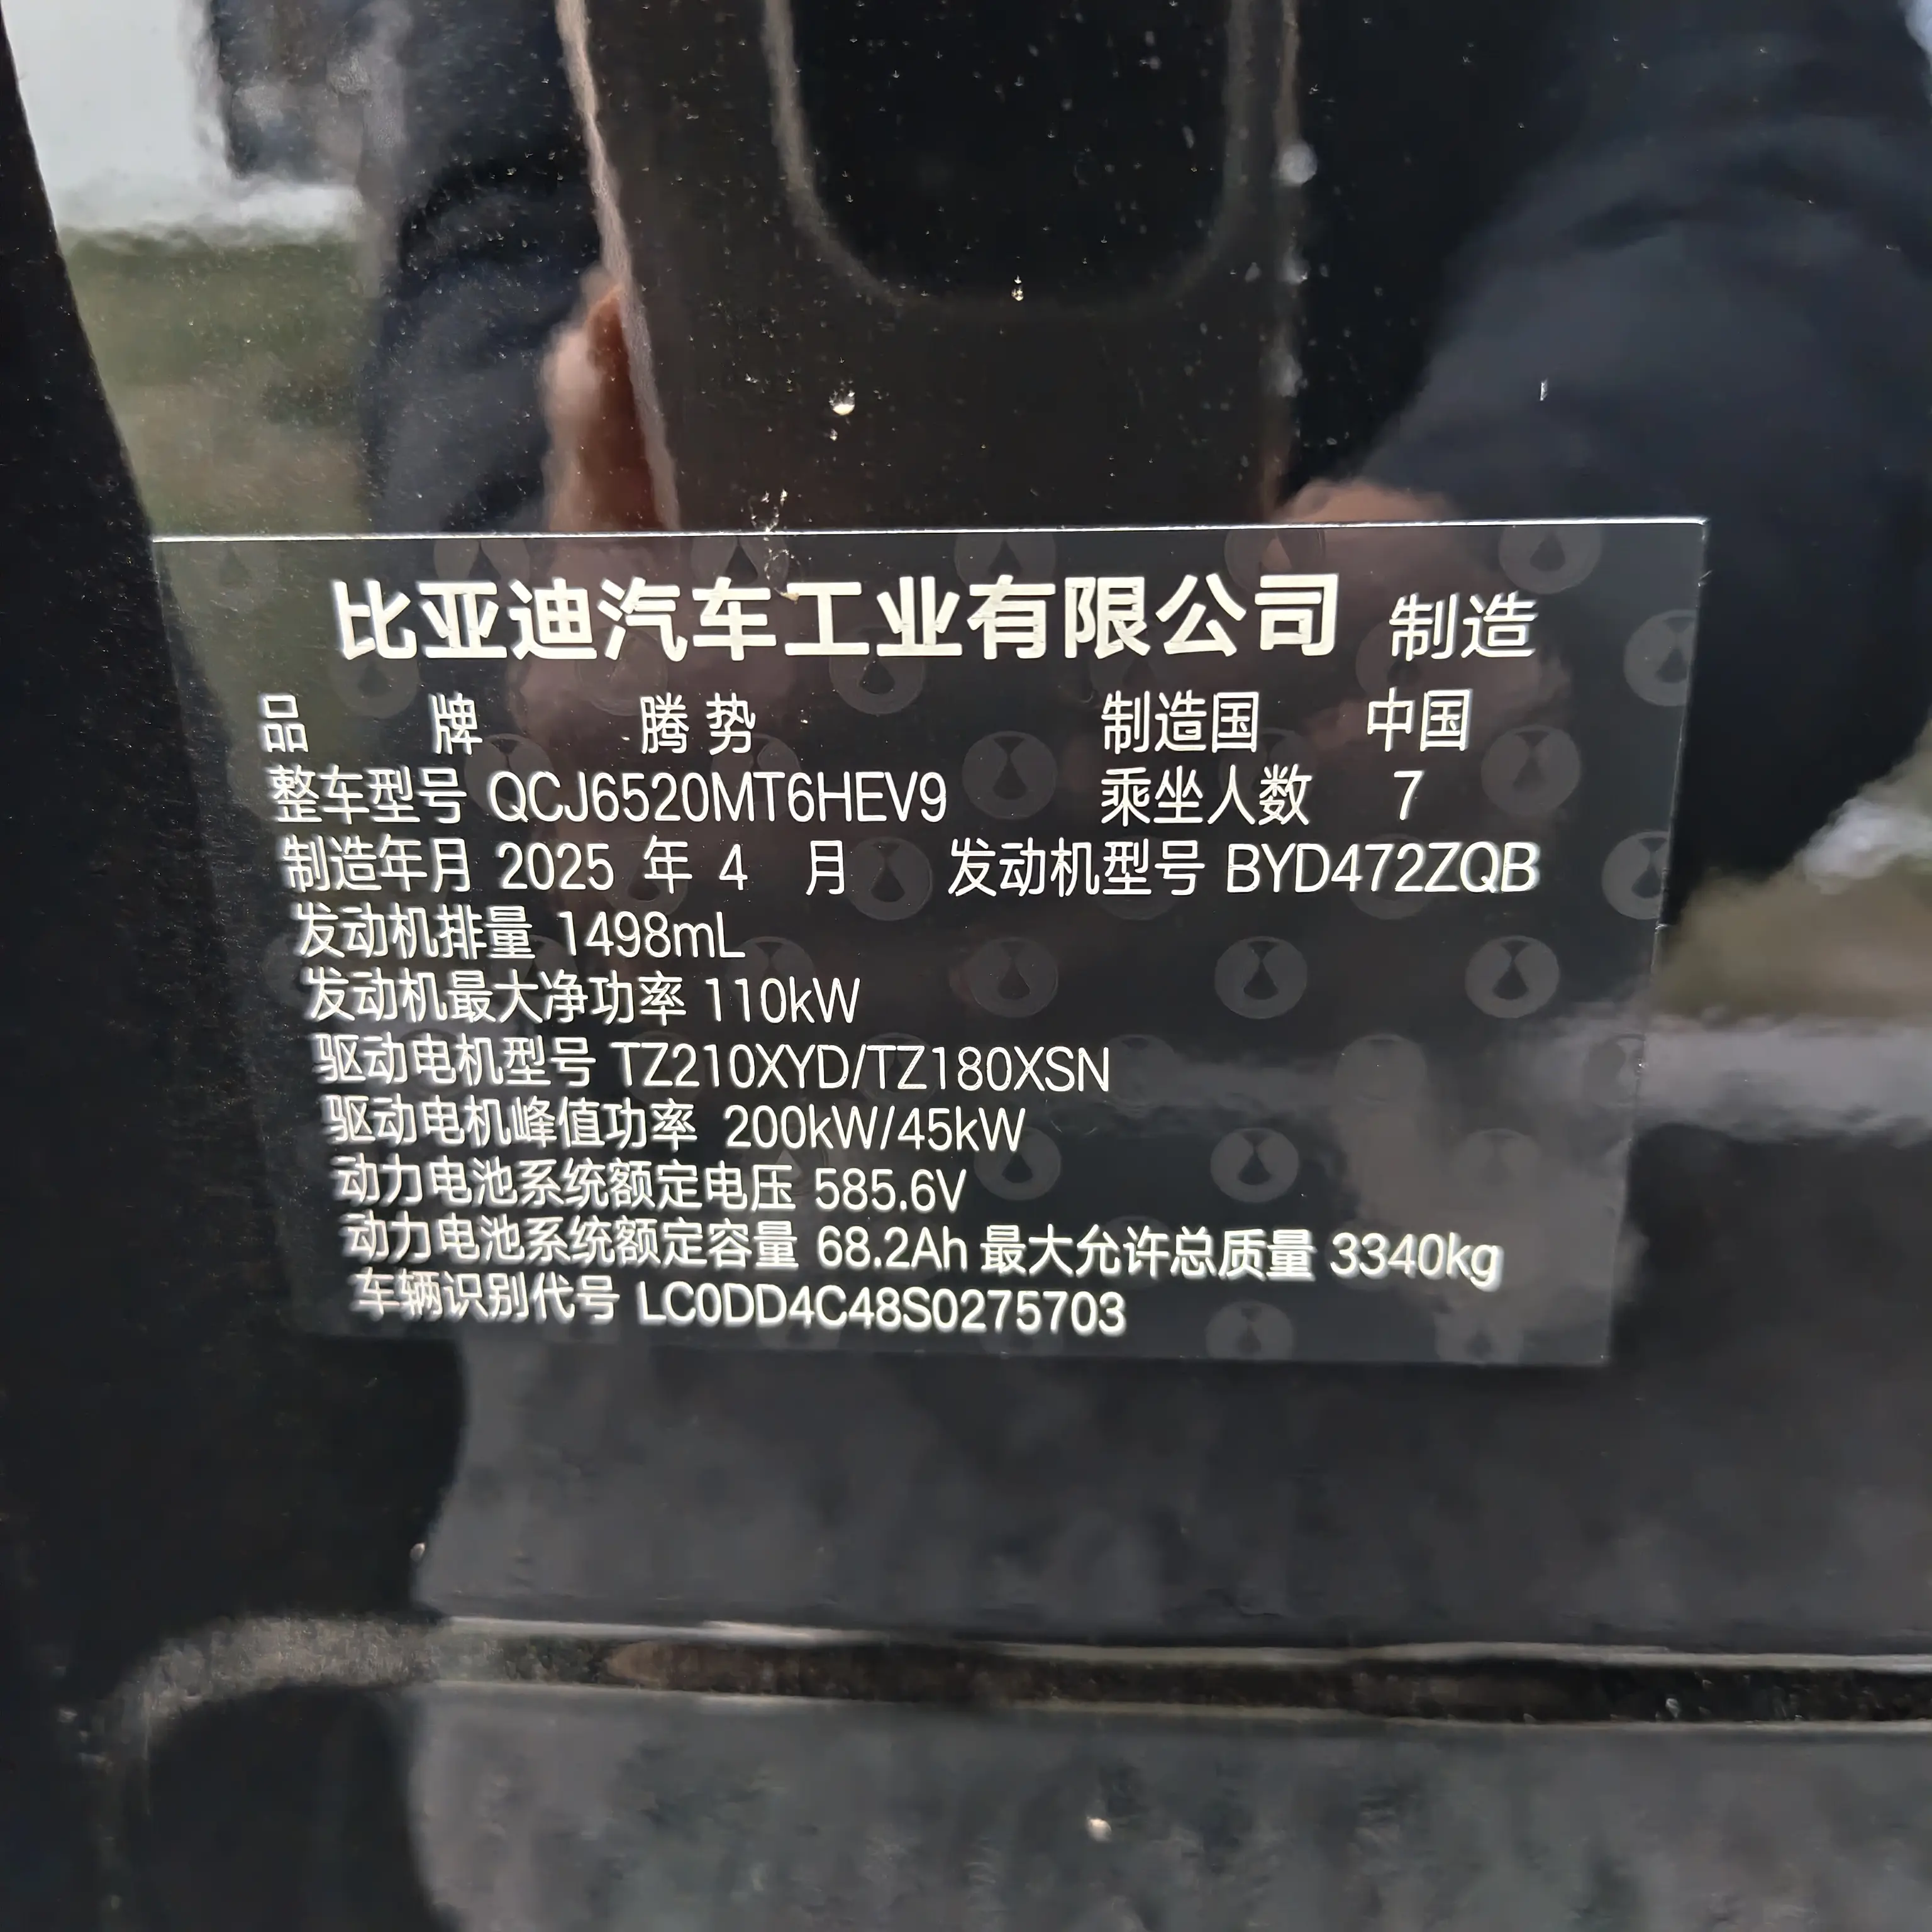 比亚迪汽车工业有限公司 制造
品 牌 腾势 制造国 中国
整车型号 QCJ6520MT6HEV9 乘坐人数 7
制造年月 2025 年 4 月 发动机型号 BYD472ZQB
发动机排量 1498mL
发动机最大净功率 110kW
驱动电机型号 TZ210XYD/TZ180XSN
驱动电机峰值功率 200kW/45kW
动力电池系统额定电压 585.6V
动力电池系统额定容量 68.2Ah 最大允许总质量 3340kg
车辆识别代号 LC0DD4C48S0275703